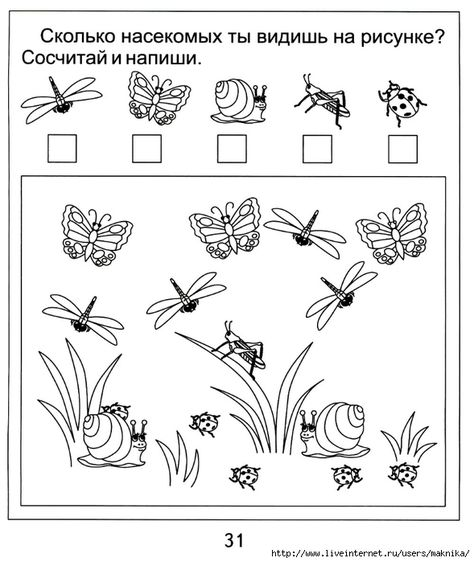 Сколько насекомых ты видишь на рисунке?
Сосчитай и напиши.
31
http://www.liveinternet.ru/users/maknika/